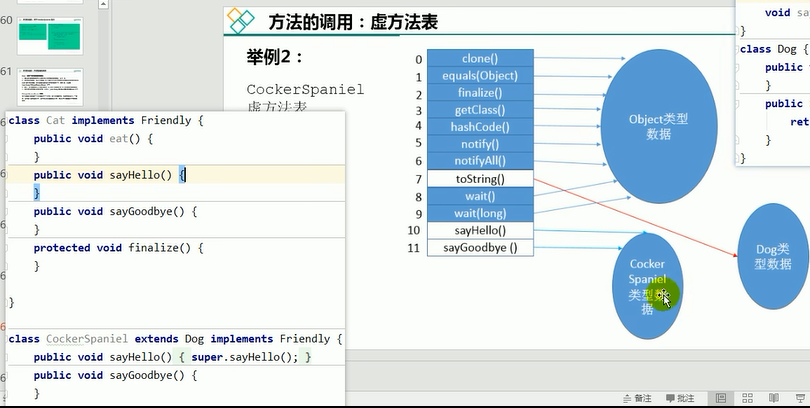 60
61
方法的调用：虚方法表
举例2：
CockerSpaniel
虚方法表
0 clone()
1 equals(Object)
2 finalize()
3 getClass()
4 hashCode()
5 notify()
6 notifyAll()
7 toString()
8 wait()
9 wait(long)
10 sayHello()
11 sayGoodbye ()
Object类型
数据
Cocker
Spaniel
类型数
据
Dog类
型数据
class Cat implements Friendly {
public void eat() {
}
public void sayHello() {
}
public void sayGoodbye() {
}
protected void finalize() {
}
}
class CockerSpaniel extends Dog implements Friendly {
public void sayHello() { super.sayHello(); }
public void sayGoodbye() {
}
void sa
}
class Dog {
public
}
public
ret
}
}
备注
批注